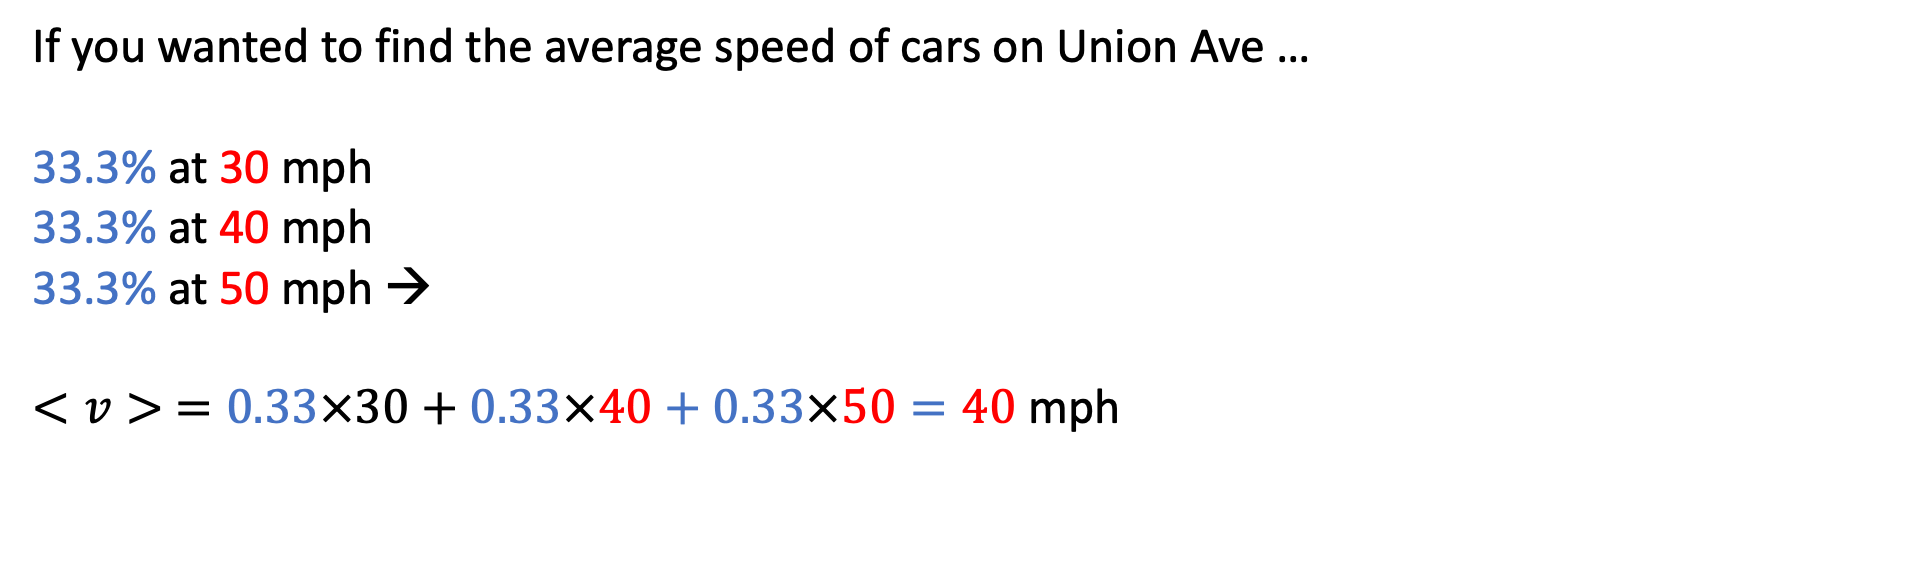 If you wanted to find the average speed of cars on Union Ave ...
33.3% at 30 mph
33.3% at 40 mph
33.3% at 50 mph →
< 𝑣 > = 0.33×30 + 0.33×40 + 0.33×50 = 40 mph